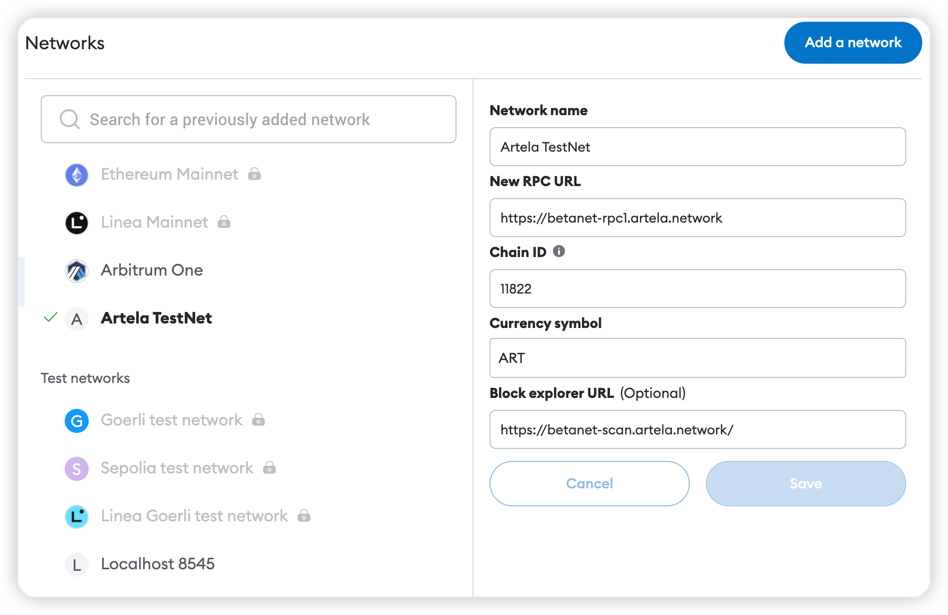 Networks
Add a network
Search for a previously added network
Ethereum Mainnet
L Linea Mainnet
Arbitrum One
A Artela TestNet
Test networks
G Goerli test network
S Sepolia test network
L Linea Goerli test network
L Localhost 8545
Network name
Artela TestNet
New RPC URL
https://betanet-rpc1.artela.network
Chain ID i
11822
Currency symbol
ART
Block explorer URL (Optional)
https://betanet-scan.artela.network/
Cancel
Save